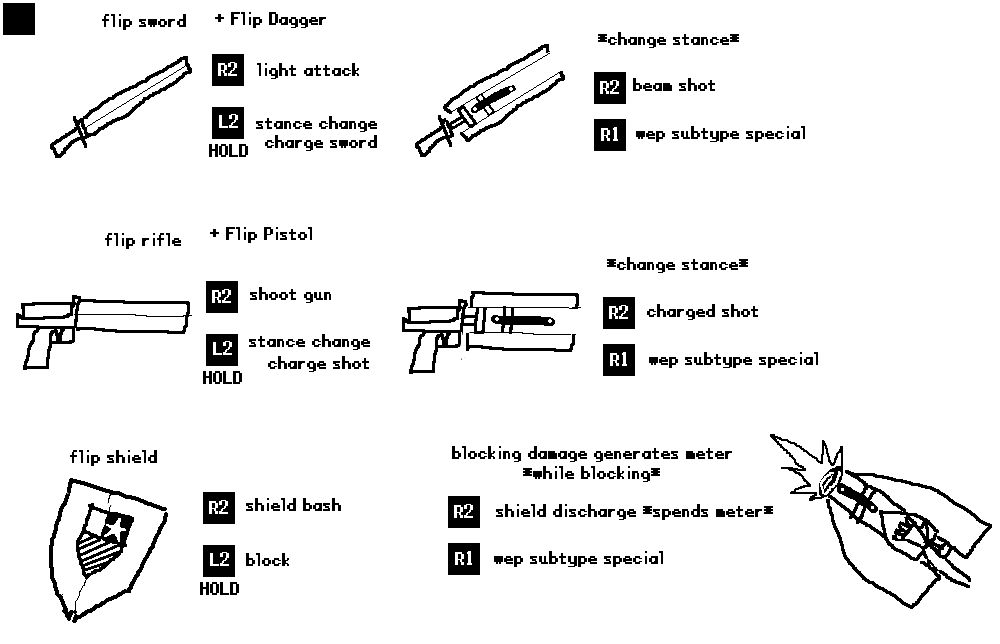 flip sword
+ Flip Dagger
R2 light attack
L2 stance change
HOLD charge sword
*change stance*
R2 beam shot
R1 wep subtype special
flip rifle
+ Flip Pistol
R2 shoot gun
L2 stance change
HOLD charge shot
*change stance*
R2 charged shot
R1 wep subtype special
flip shield
R2 shield bash
L2 block
HOLD
blocking damage generates meter
*while blocking*
R2 shield discharge *spends meter*
R1 wep subtype special